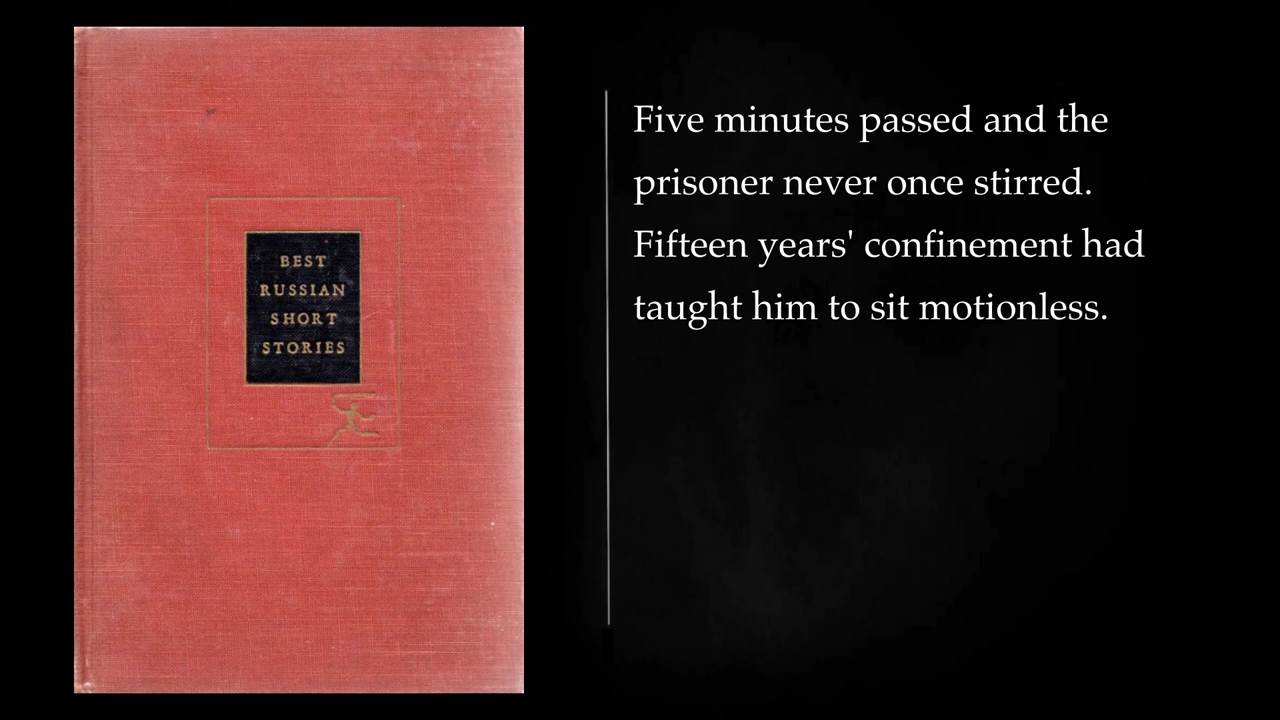 BEST
RUSSIAN
SHORT
STORIES
Five minutes passed and the
prisoner never once stirred.
Fifteen years' confinement had
taught him to sit motionless.